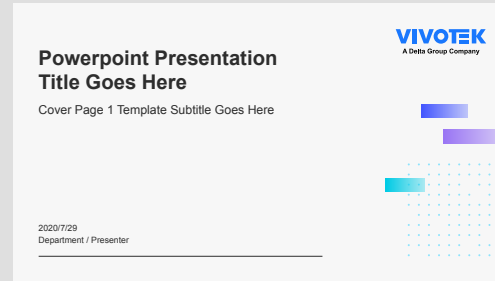 VIVOTEK
A Delta Group Company
Powerpoint Presentation
Title Goes Here
Cover Page 1 Template Subtitle Goes Here
2020/7/29
Department / Presenter